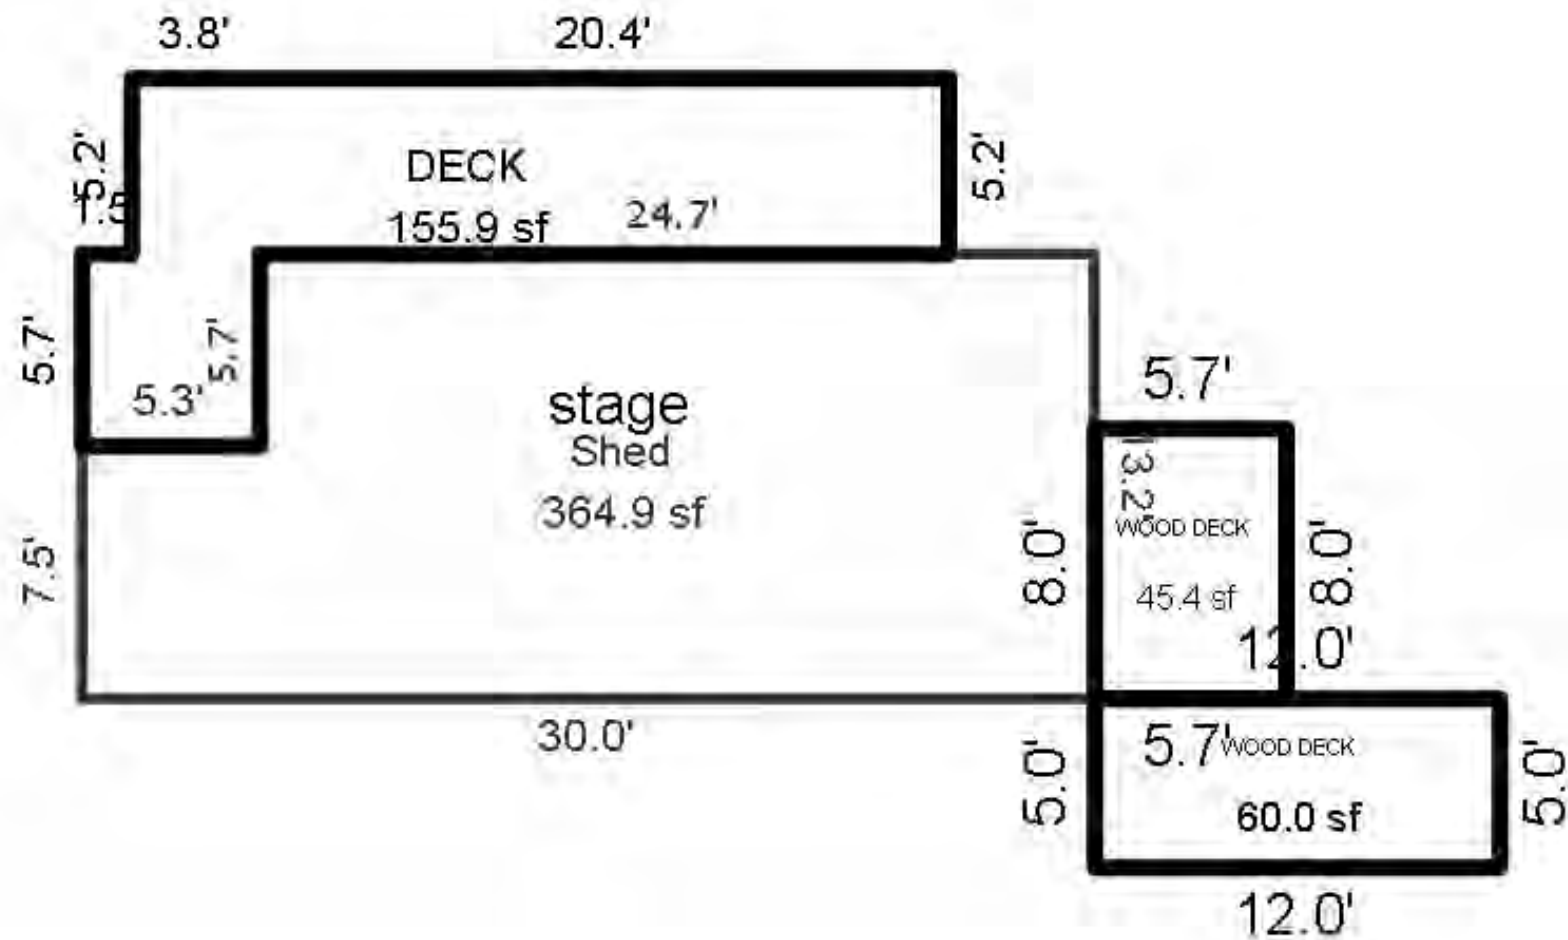 3.8'
20.4'
5.2'
1.5
DECK
155.9 sf
24.7'
5.2'
5.7'
5.7'
5.3'
stage
Shed
364.9 sf
7.5'
30.0'
5.7'
13.2'
WOOD DECK
45.4 sf
8.0'
8.0'
12.0'
5.7'
WOOD DECK
60.0 sf
5.0'
5.0'
12.0'